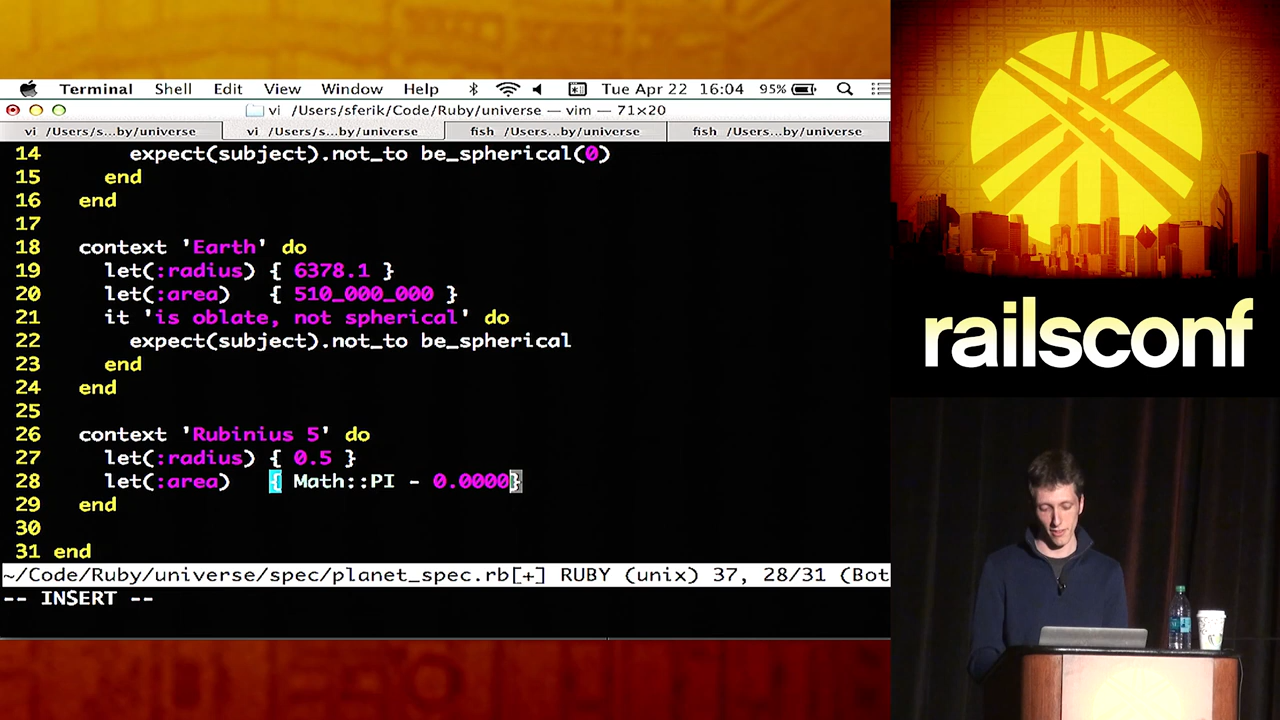 Terminal Shell Edit View Window Help Tue Apr 22 16:04 95%
vi /Users/sferik/Code/Ruby/universe — vim — 71×20
vi /Users/s...by/universe vi /Users/s...by/universe fish /Users/s...by/universe fish /Users/s...by/universe
14 expect(subject).not_to be_spherical(0)
15 end
16 end
17
18 context 'Earth' do
19 let(:radius) { 6378.1 }
20 let(:area) { 510_000_000 }
21 it 'is oblate, not spherical' do
22 expect(subject).not_to be_spherical
23 end
24 end
25
26 context 'Rubinius 5' do
27 let(:radius) { 0.5 }
28 let(:area) { Math::PI - 0.0000}
29 end
30
31 end
~/Code/Ruby/universe/spec/planet_spec.rb[+] RUBY (unix) 37, 28/31 (Bot
-- INSERT --
railsconf